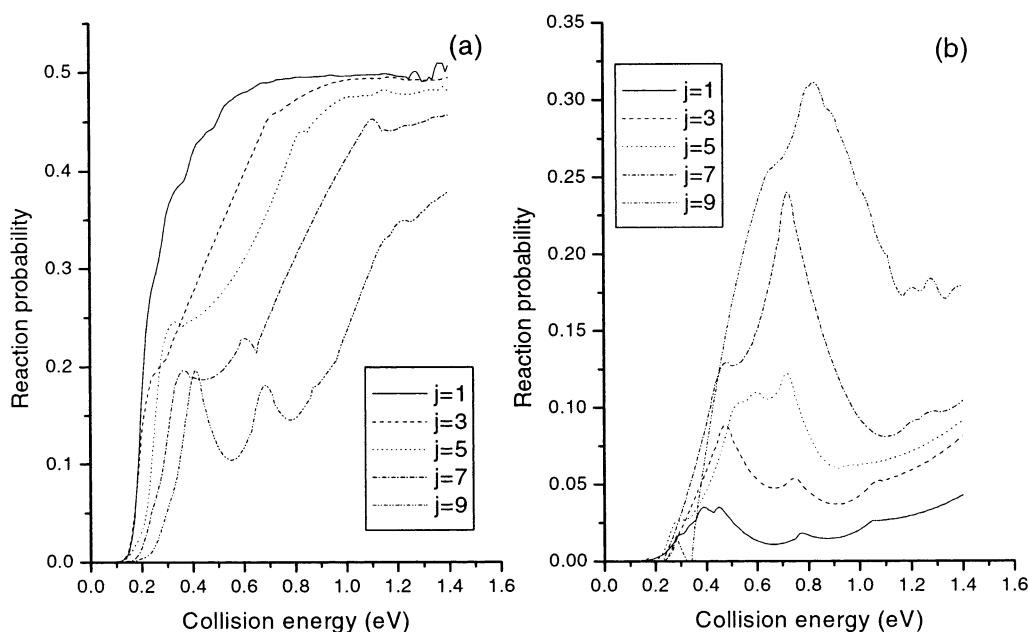 (a)
Reaction probability
0.5
0.4
0.3
0.2
0.1
0.0
0.0
0.2
0.4
0.6
0.8
1.0
1.2
1.4
1.6
Collision energy (eV)
j=1
j=3
j=5
j=7
j=9
(b)
Reaction probability
0.35
0.30
0.25
0.20
0.15
0.10
0.05
0.00
0.0
0.2
0.4
0.6
0.8
1.0
1.2
1.4
1.6
Collision energy (eV)
j=1
j=3
j=5
j=7
j=9